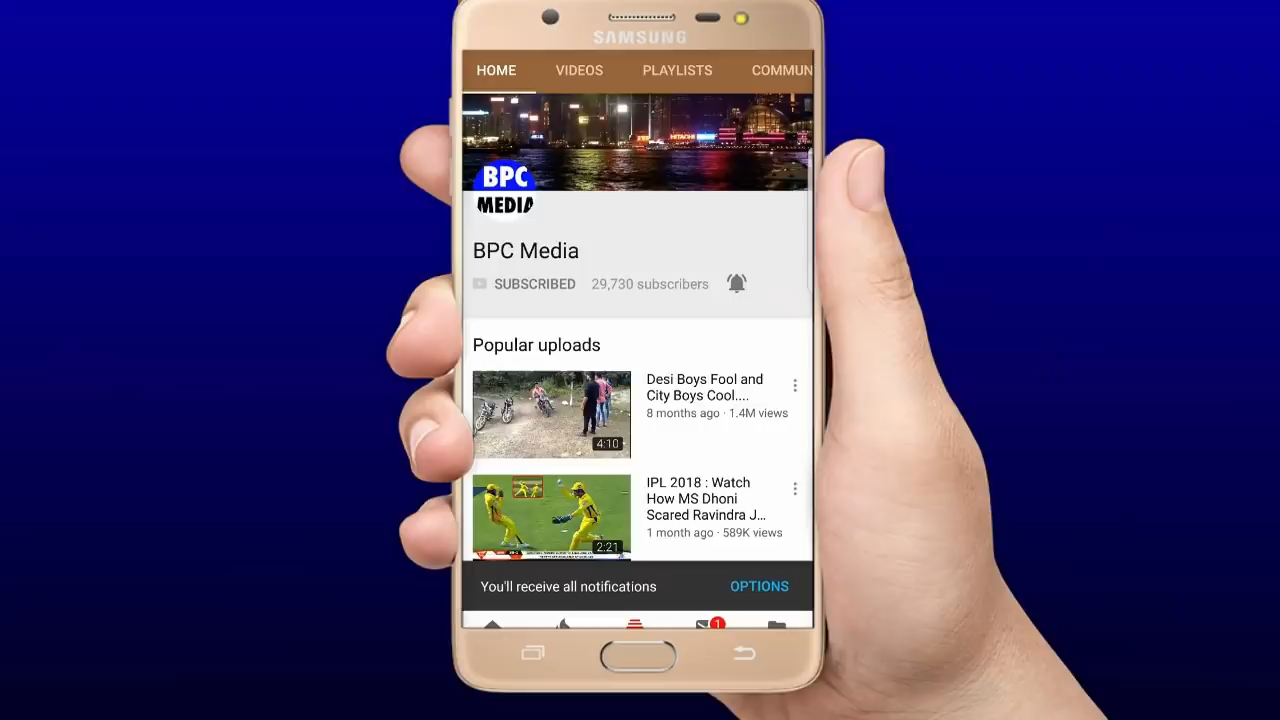 SAMSUNG
HOME VIDEOS PLAYLISTS COMMUN
HITACHI
BPC
MEDIA
BPC Media
SUBSCRIBED 29,730 subscribers
Popular uploads
Desi Boys Fool and
City Boys Cool....
8 months ago · 1.4M views
4:10
IPL 2018 : Watch
How MS Dhoni
Scared Ravindra J...
1 month ago · 589K views
2:21
You'll receive all notifications OPTIONS
1